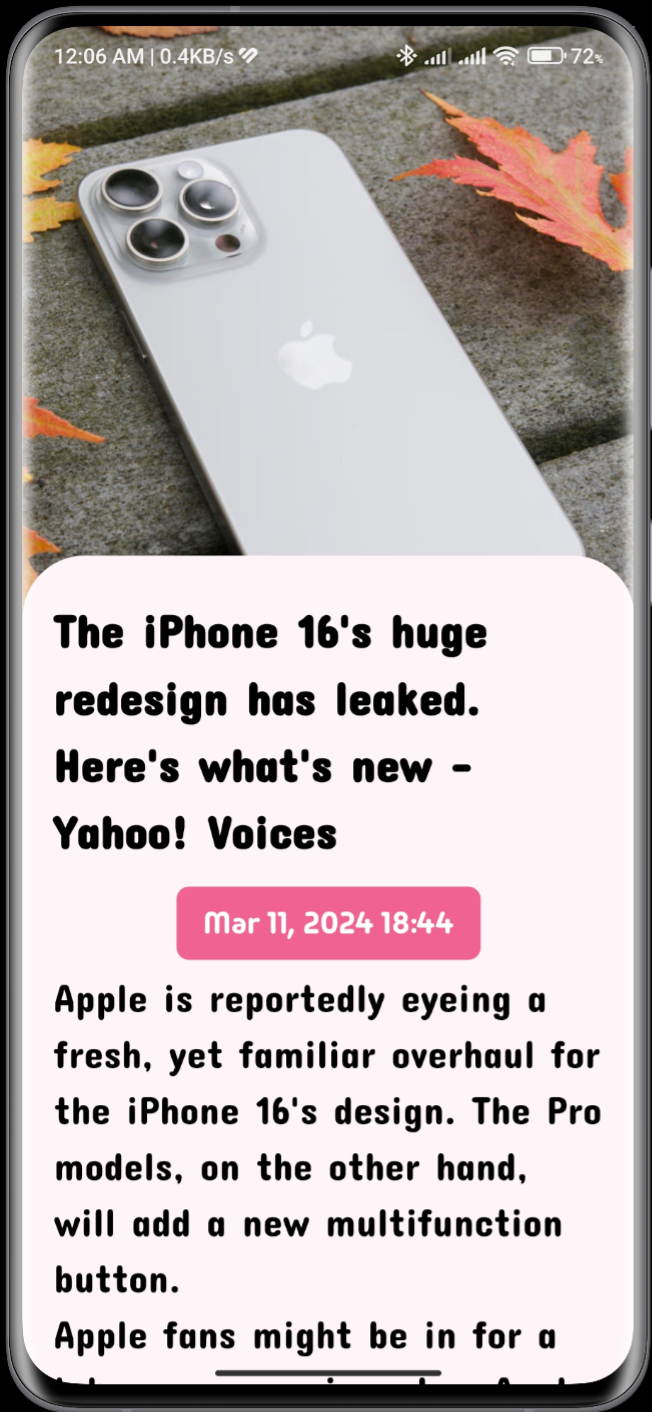 12:06 AM | 0.4KB/s
72%
The iPhone 16's huge
redesign has leaked.
Here's what's new -
Yahoo! Voices
Mar 11, 2024 18:44
Apple is reportedly eyeing a
fresh, yet familiar overhaul for
the iPhone 16's design. The Pro
models, on the other hand,
will add a new multifunction
button.
Apple fans might be in for a